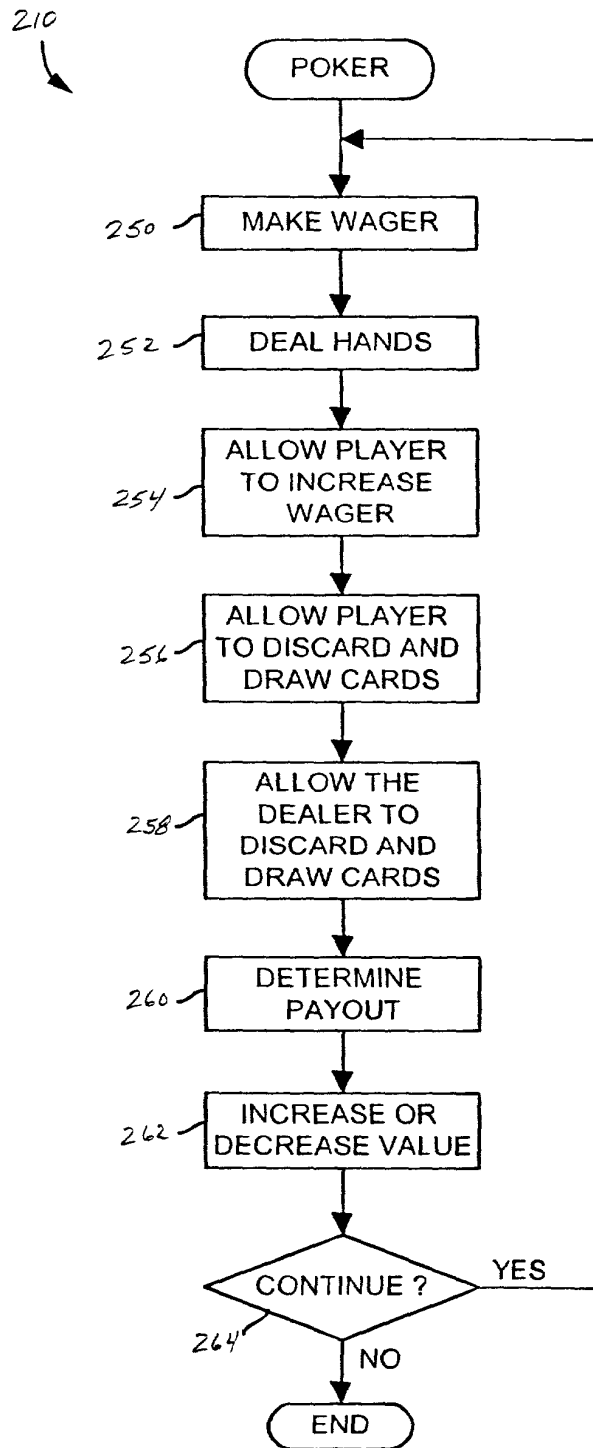 210
POKER
250
MAKE WAGER
252
DEAL HANDS
254
ALLOW PLAYER
TO INCREASE
WAGER
256
ALLOW PLAYER
TO DISCARD AND
DRAW CARDS
258
ALLOW THE
DEALER TO
DISCARD AND
DRAW CARDS
260
DETERMINE
PAYOUT
262
INCREASE OR
DECREASE VALUE
CONTINUE ?
YES
264
NO
END